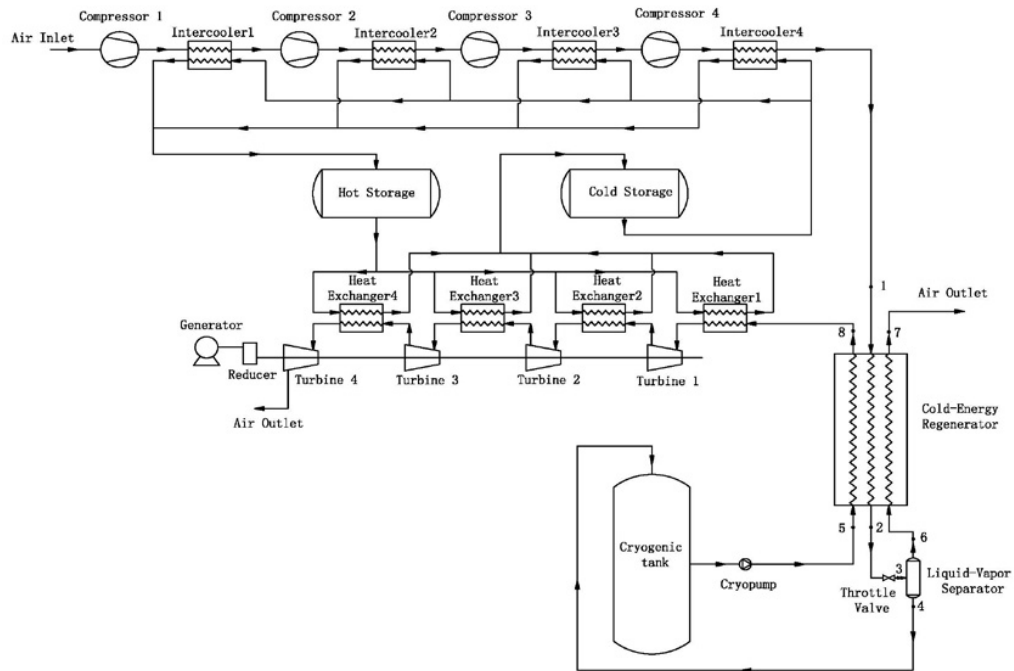 Compressor 1
Compressor 2
Compressor 3
Compressor 4
Air Inlet
Intercooler1
Intercooler2
Intercooler3
Intercooler4
Hot Storage
Cold Storage
Heat
Exchanger4
Heat
Exchanger3
Heat
Exchanger2
Heat
Exchanger1
1
Air Outlet
Generator
8
7
Reducer
Turbine 4
Turbine 3
Turbine 2
Turbine 1
Air Outlet
Cold-Energy
Regenerator
5
2
6
Cryogenic
tank
Cryopump
3
Throttle
Valve
Liquid-Vapor
Separator
4